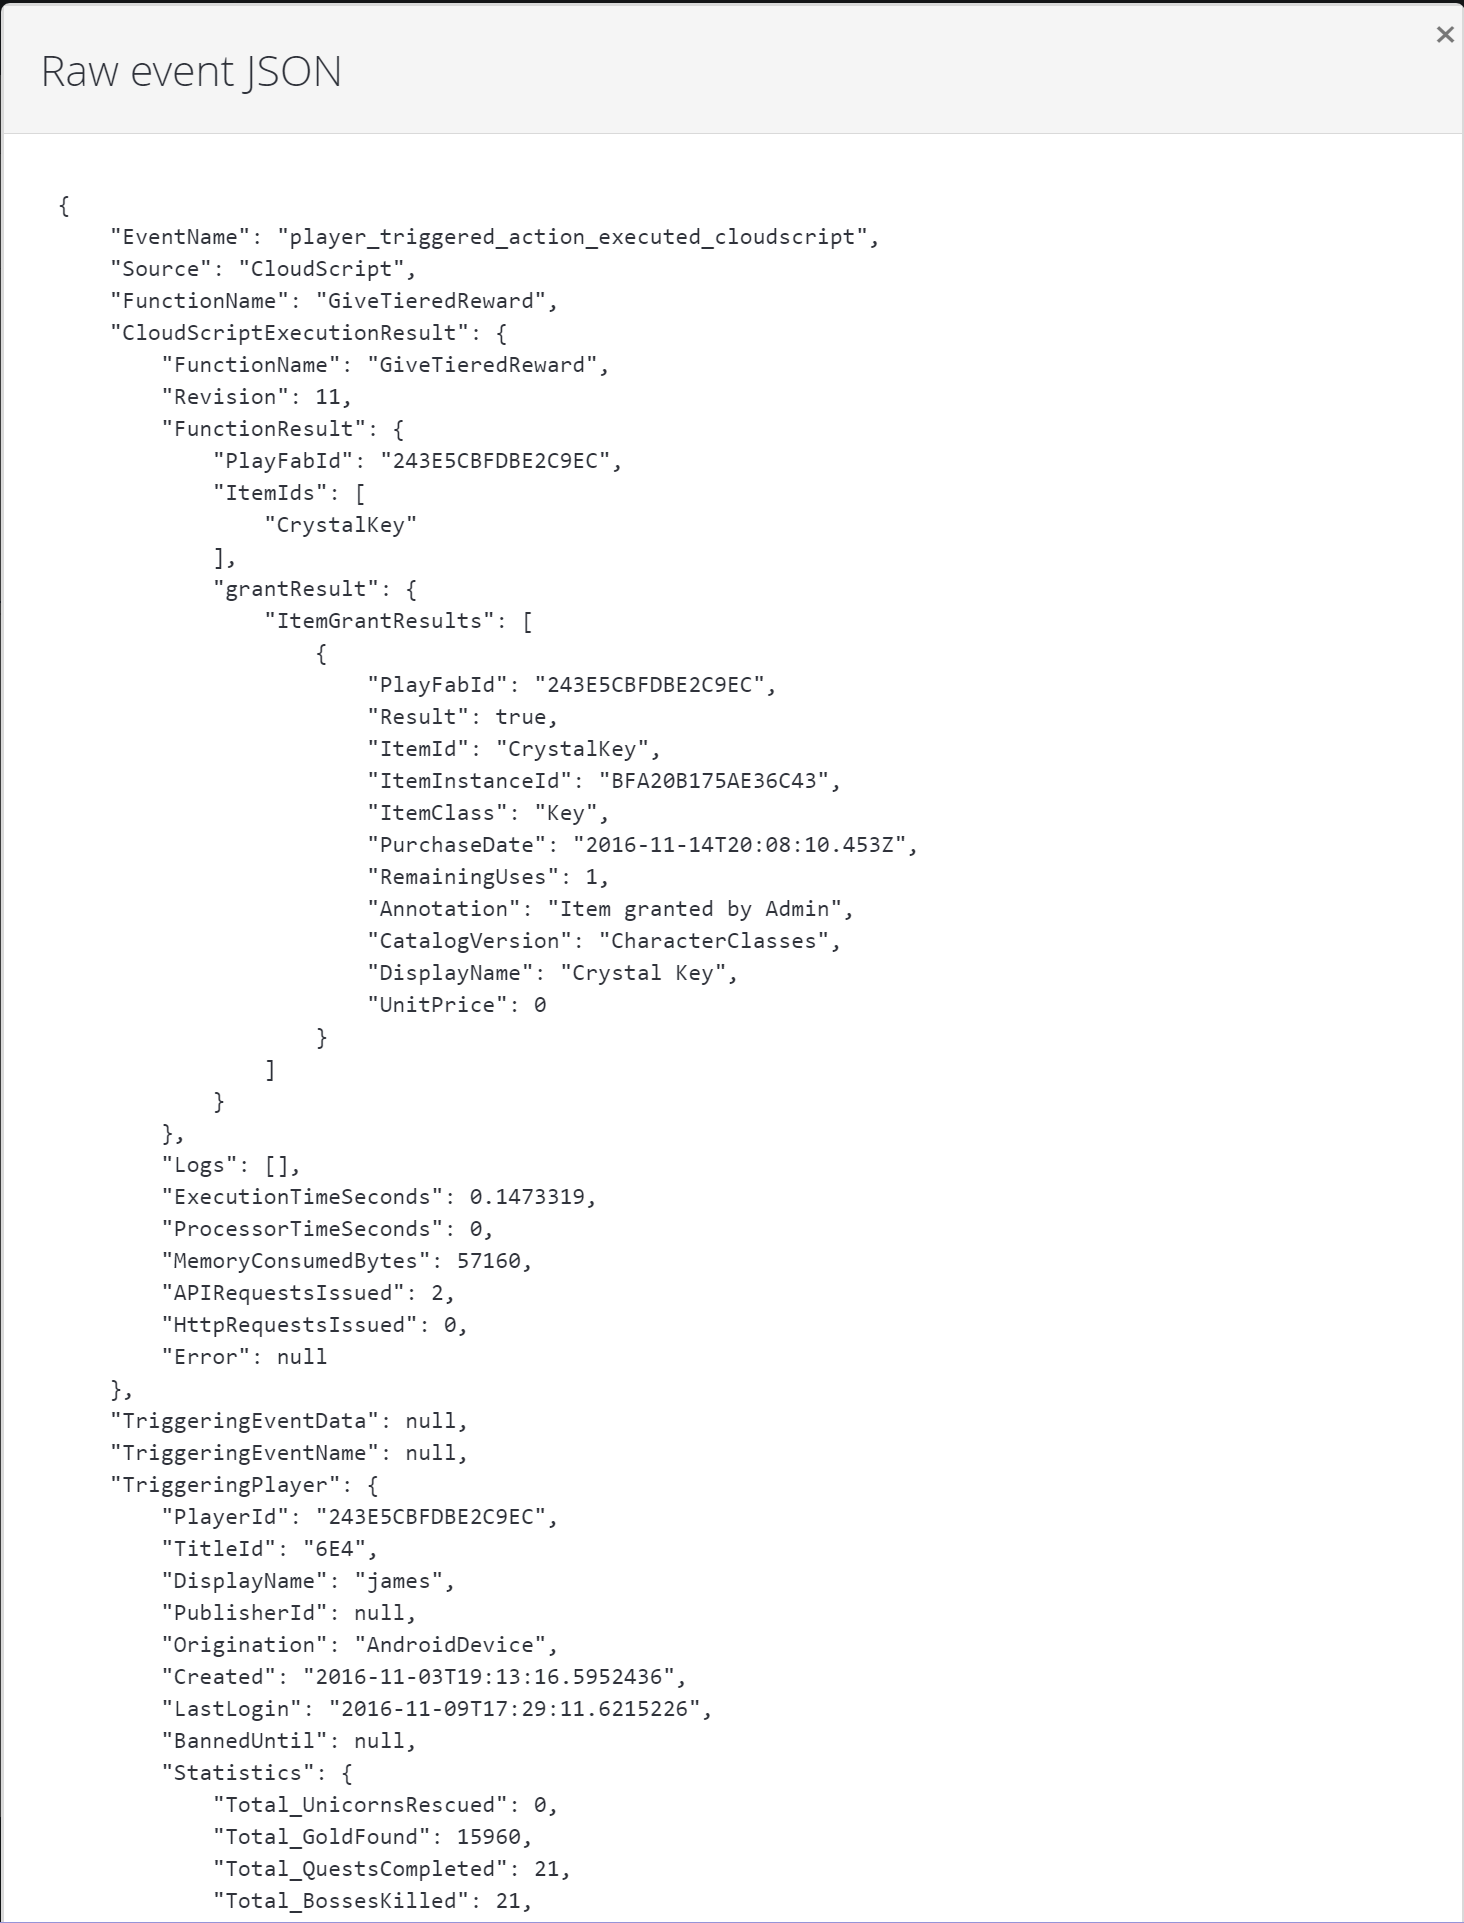 Raw event JSON
{
"EventName": "player_triggered_action_executed_cloudscript",
"Source": "CloudScript",
"FunctionName": "GiveTieredReward",
"CloudScriptExecutionResult": {
"FunctionName": "GiveTieredReward",
"Revision": 11,
"FunctionResult": {
"PlayFabId": "243E5CBFDBE2C9EC",
"ItemIds": [
"CrystalKey"
],
"grantResult": {
"ItemGrantResults": [
{
"PlayFabId": "243E5CBFDBE2C9EC",
"Result": true,
"ItemId": "CrystalKey",
"ItemInstanceId": "BFA20B175AE36C43",
"ItemClass": "Key",
"PurchaseDate": "2016-11-14T20:08:10.453Z",
"RemainingUses": 1,
"Annotation": "Item granted by Admin",
"CatalogVersion": "CharacterClasses",
"DisplayName": "Crystal Key",
"UnitPrice": 0
}
]
}
},
"Logs": [],
"ExecutionTimeSeconds": 0.1473319,
"ProcessorTimeSeconds": 0,
"MemoryConsumedBytes": 57160,
"APIRequestsIssued": 2,
"HttpRequestsIssued": 0,
"Error": null
},
"TriggeringEventData": null,
"TriggeringEventName": null,
"TriggeringPlayer": {
"PlayerId": "243E5CBFDBE2C9EC",
"TitleId": "6E4",
"DisplayName": "james",
"PublisherId": null,
"Origination": "AndroidDevice",
"Created": "2016-11-03T19:13:16.5952436",
"LastLogin": "2016-11-09T17:29:11.6215226",
"BannedUntil": null,
"Statistics": {
"Total_UnicornsRescued": 0,
"Total_GoldFound": 15960,
"Total_QuestsCompleted": 21,
"Total_BossesKilled": 21,